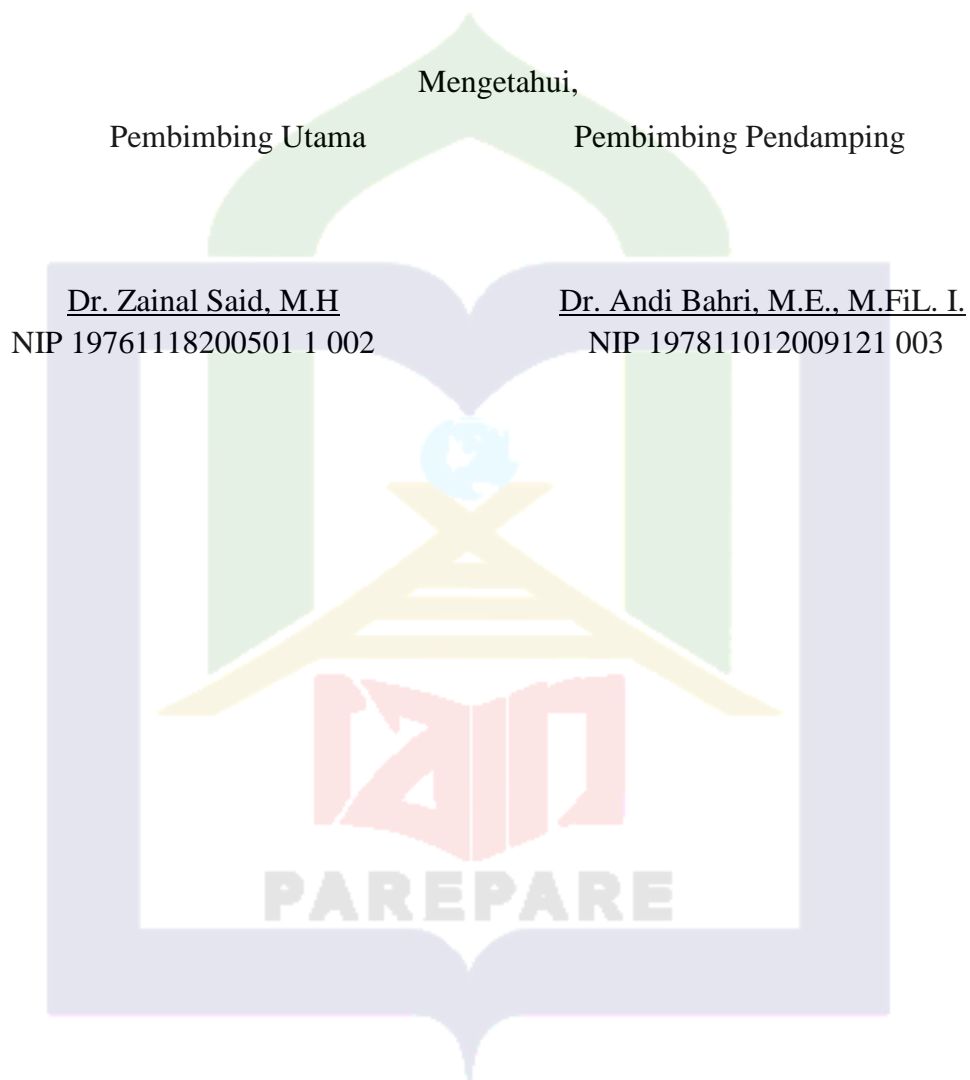 Mengetahui,
Pembimbing Utama Pembimbing Pendamping
Dr. Zainal Said, M.H Dr. Andi Bahri, M.E., M.FiL. I.
NIP 19761118200501 1 002 NIP 197811012009121 003
iain
PAREPARE